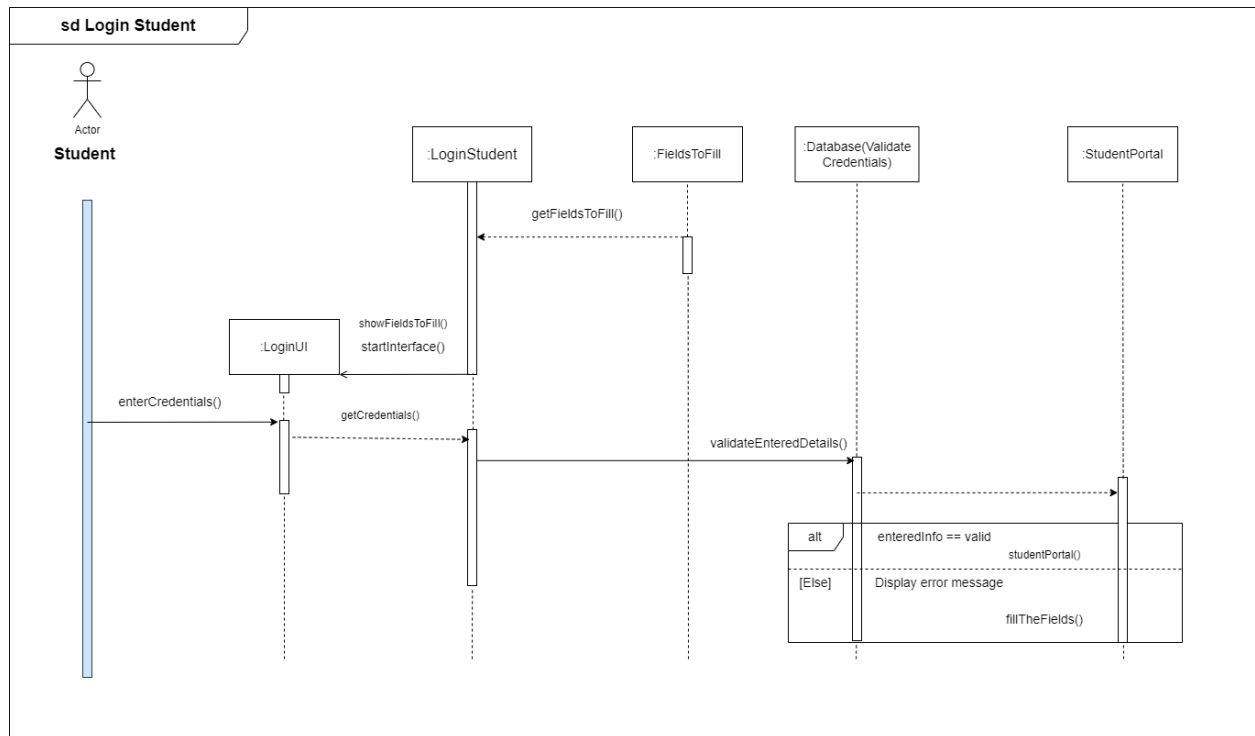 sd Login Student
Actor
Student
:LoginStudent
:FieldsToFill
:Database(Validate
Credentials)
:StudentPortal
getFieldsToFill()
showFieldsToFill()
:LoginUI
startInterface()
enterCredentials()
getCredentials()
validateEnteredDetails()
alt
enteredInfo == valid
studentPortal()
[Else]
Display error message
fillTheFields()